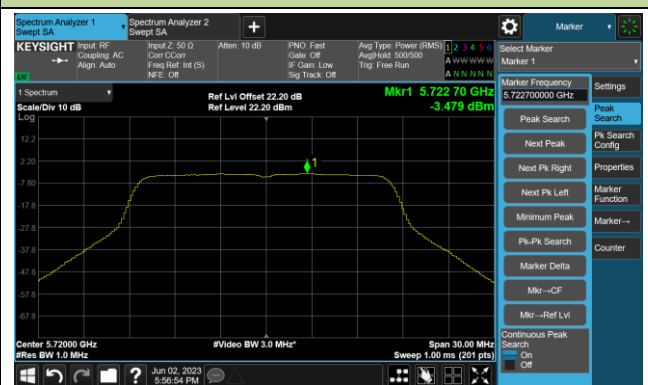 Spectrum Analyzer 1
Swept SA
Spectrum Analyzer 2
Swept SA
+
Marker
KEYSIGHT
Input: RF
Coupling: AC
Align: Auto
Input Z: 50 Ω
Corr CCorr
Freq Ref: Int (S)
NFE: Off
Atten: 10 dB
PNO: Fast
Gate: Off
IF Gain: Low
Sig Track: Off
Avg Type: Power (RMS)
Avg|Hold: 500/500
Trig: Free Run
1 2 3 4 5 6
A W W W W W
A N N N N N
Select Marker
Marker 1
1 Spectrum
Scale/Div 10 dB
Ref Lvl Offset 22.20 dB
Ref Level 22.20 dBm
Mkr1 5.722 70 GHz
-3.479 dBm
Log
12.2
2.20
-7.80
-17.8
-27.8
-37.8
-47.8
-57.8
-67.8
1
Center 5.72000 GHz
#Res BW 1.0 MHz
#Video BW 3.0 MHz*
Span 30.00 MHz
Sweep 1.00 ms (201 pts)
Marker Frequency
5.722700000 GHz
Peak Search
Next Peak
Next Pk Right
Next Pk Left
Minimum Peak
Pk-Pk Search
Marker Delta
Mkr→CF
Mkr→Ref Lvl
Continuous Peak
Search
On
Off
Settings
Peak
Search
Pk Search
Config
Properties
Marker
Function
Marker→
Counter
?
Jun 02, 2023
5:56:54 PM